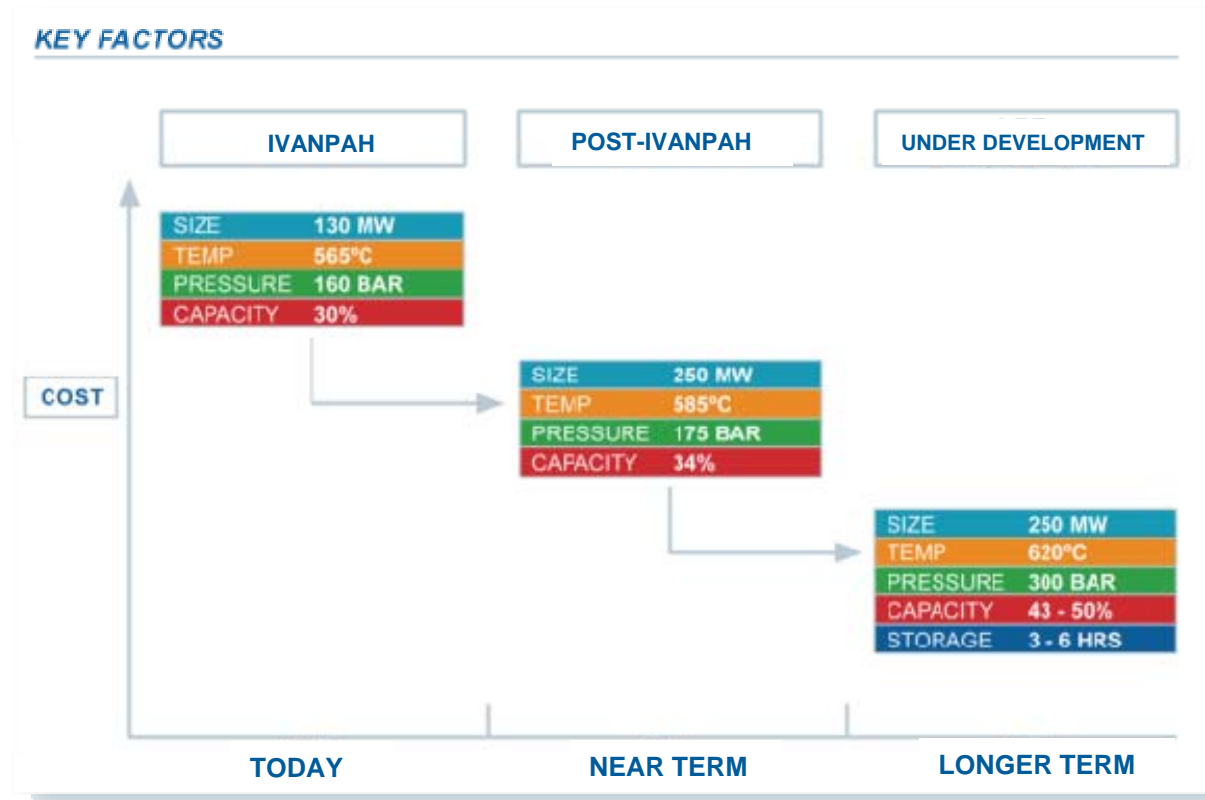 KEY FACTORS
IVANPAH
POST-IVANPAH
UNDER DEVELOPMENT
SIZE 130 MW
TEMP 565ºC
PRESSURE 160 BAR
CAPACITY 30%
COST
SIZE 250 MW
TEMP 585ºC
PRESSURE 175 BAR
CAPACITY 34%
SIZE 250 MW
TEMP 620ºC
PRESSURE 300 BAR
CAPACITY 43 - 50%
STORAGE 3 - 6 HRS
TODAY
NEAR TERM
LONGER TERM